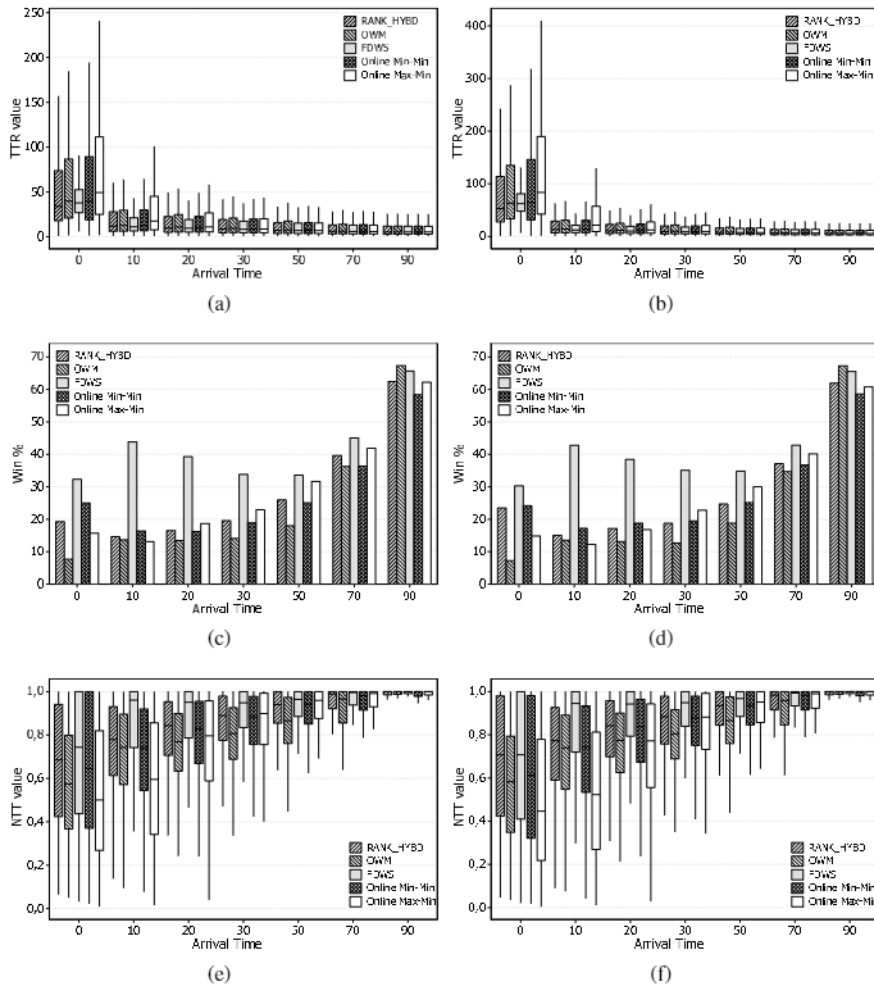 250
200
150
100
50
0
TTR value
RANK_HYBD
OWM
FDWS
Online Min-Min
Online Max-Min
0 10 20 30 50 70 90
Arrival Time
(a)
400
300
200
100
0
TTR value
RANK_HYBD
OWM
FDWS
Online Min-Min
Online Max-Min
0 10 20 30 50 70 90
Arrival Time
(b)
70
60
50
40
30
20
10
0
Win %
RANK_HYBD
OWM
FDWS
Online Min-Min
Online Max-Min
0 10 20 30 50 70 90
Arrival Time
(c)
70
60
50
40
30
20
10
0
Win %
RANK_HYBD
OWM
FDWS
Online Min-Min
Online Max-Min
0 10 20 30 50 70 90
Arrival Time
(d)
1,0
0,8
0,6
0,4
0,2
0,0
NTT value
RANK_HYBD
OWM
FDWS
Online Min-Min
Online Max-Min
0 10 20 30 50 70 90
Arrival Time
(e)
1,0
0,8
0,6
0,4
0,2
0,0
NTT value
RANK_HYBD
OWM
FDWS
Online Min-Min
Online Max-Min
0 10 20 30 50 70 90
Arrival Time
(f)